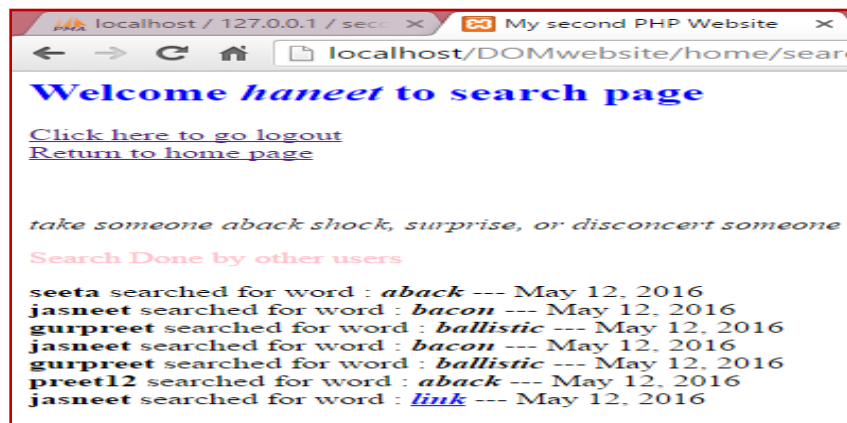 localhost / 127.0.0.1 / sec
My second PHP Website
localhost/DOMwebsite/home/sear
Welcome haneet to search page
Click here to go logout
Return to home page
take someone aback shock, surprise, or disconcert someone
Search Done by other users
seeta searched for word : aback --- May 12, 2016
jasneet searched for word : bacon --- May 12, 2016
gurpreet searched for word : ballistic --- May 12, 2016
jasneet searched for word : bacon --- May 12, 2016
gurpreet searched for word : ballistic --- May 12, 2016
preet12 searched for word : aback --- May 12, 2016
jasneet searched for word : link --- May 12, 2016